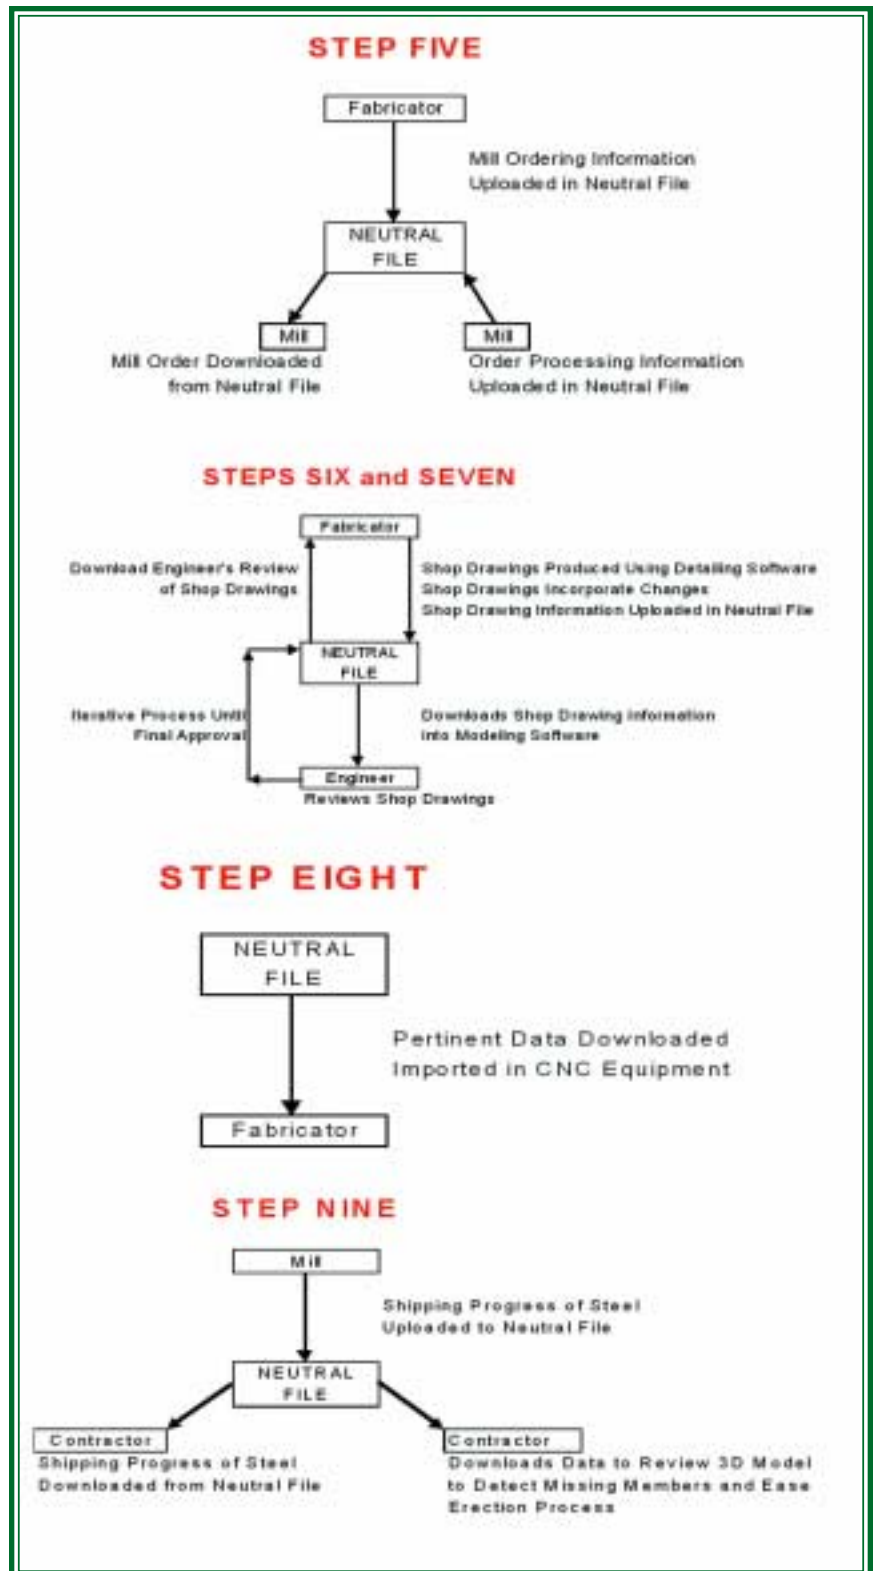 STEP FIVE
Fabricator
Mill Ordering Information
Uploaded in Neutral File
NEUTRAL
FILE
Mill
Mill
Mill Order Downloaded
from Neutral File
Order Processing Information
Uploaded in Neutral File
STEPS SIX and SEVEN
Fabricator
Download Engineer's Review
of Shop Drawings
Shop Drawings Produced Using Detailing Software
Shop Drawings Incorporate Changes
Shop Drawing Information Uploaded in Neutral File
NEUTRAL
FILE
Iterative Process Until
Final Approval
Downloads Shop Drawing Information
into Modeling Software
Engineer
Reviews Shop Drawings
STEP EIGHT
NEUTRAL
FILE
Pertinent Data Downloaded
Imported in CNC Equipment
Fabricator
STEP NINE
Mill
Shipping Progress of Steel
Uploaded to Neutral File
NEUTRAL
FILE
Contractor
Shipping Progress of Steel
Downloaded from Neutral File
Contractor
Downloads Data to Review 3D Model
to Detect Missing Members and Ease
Erection Process